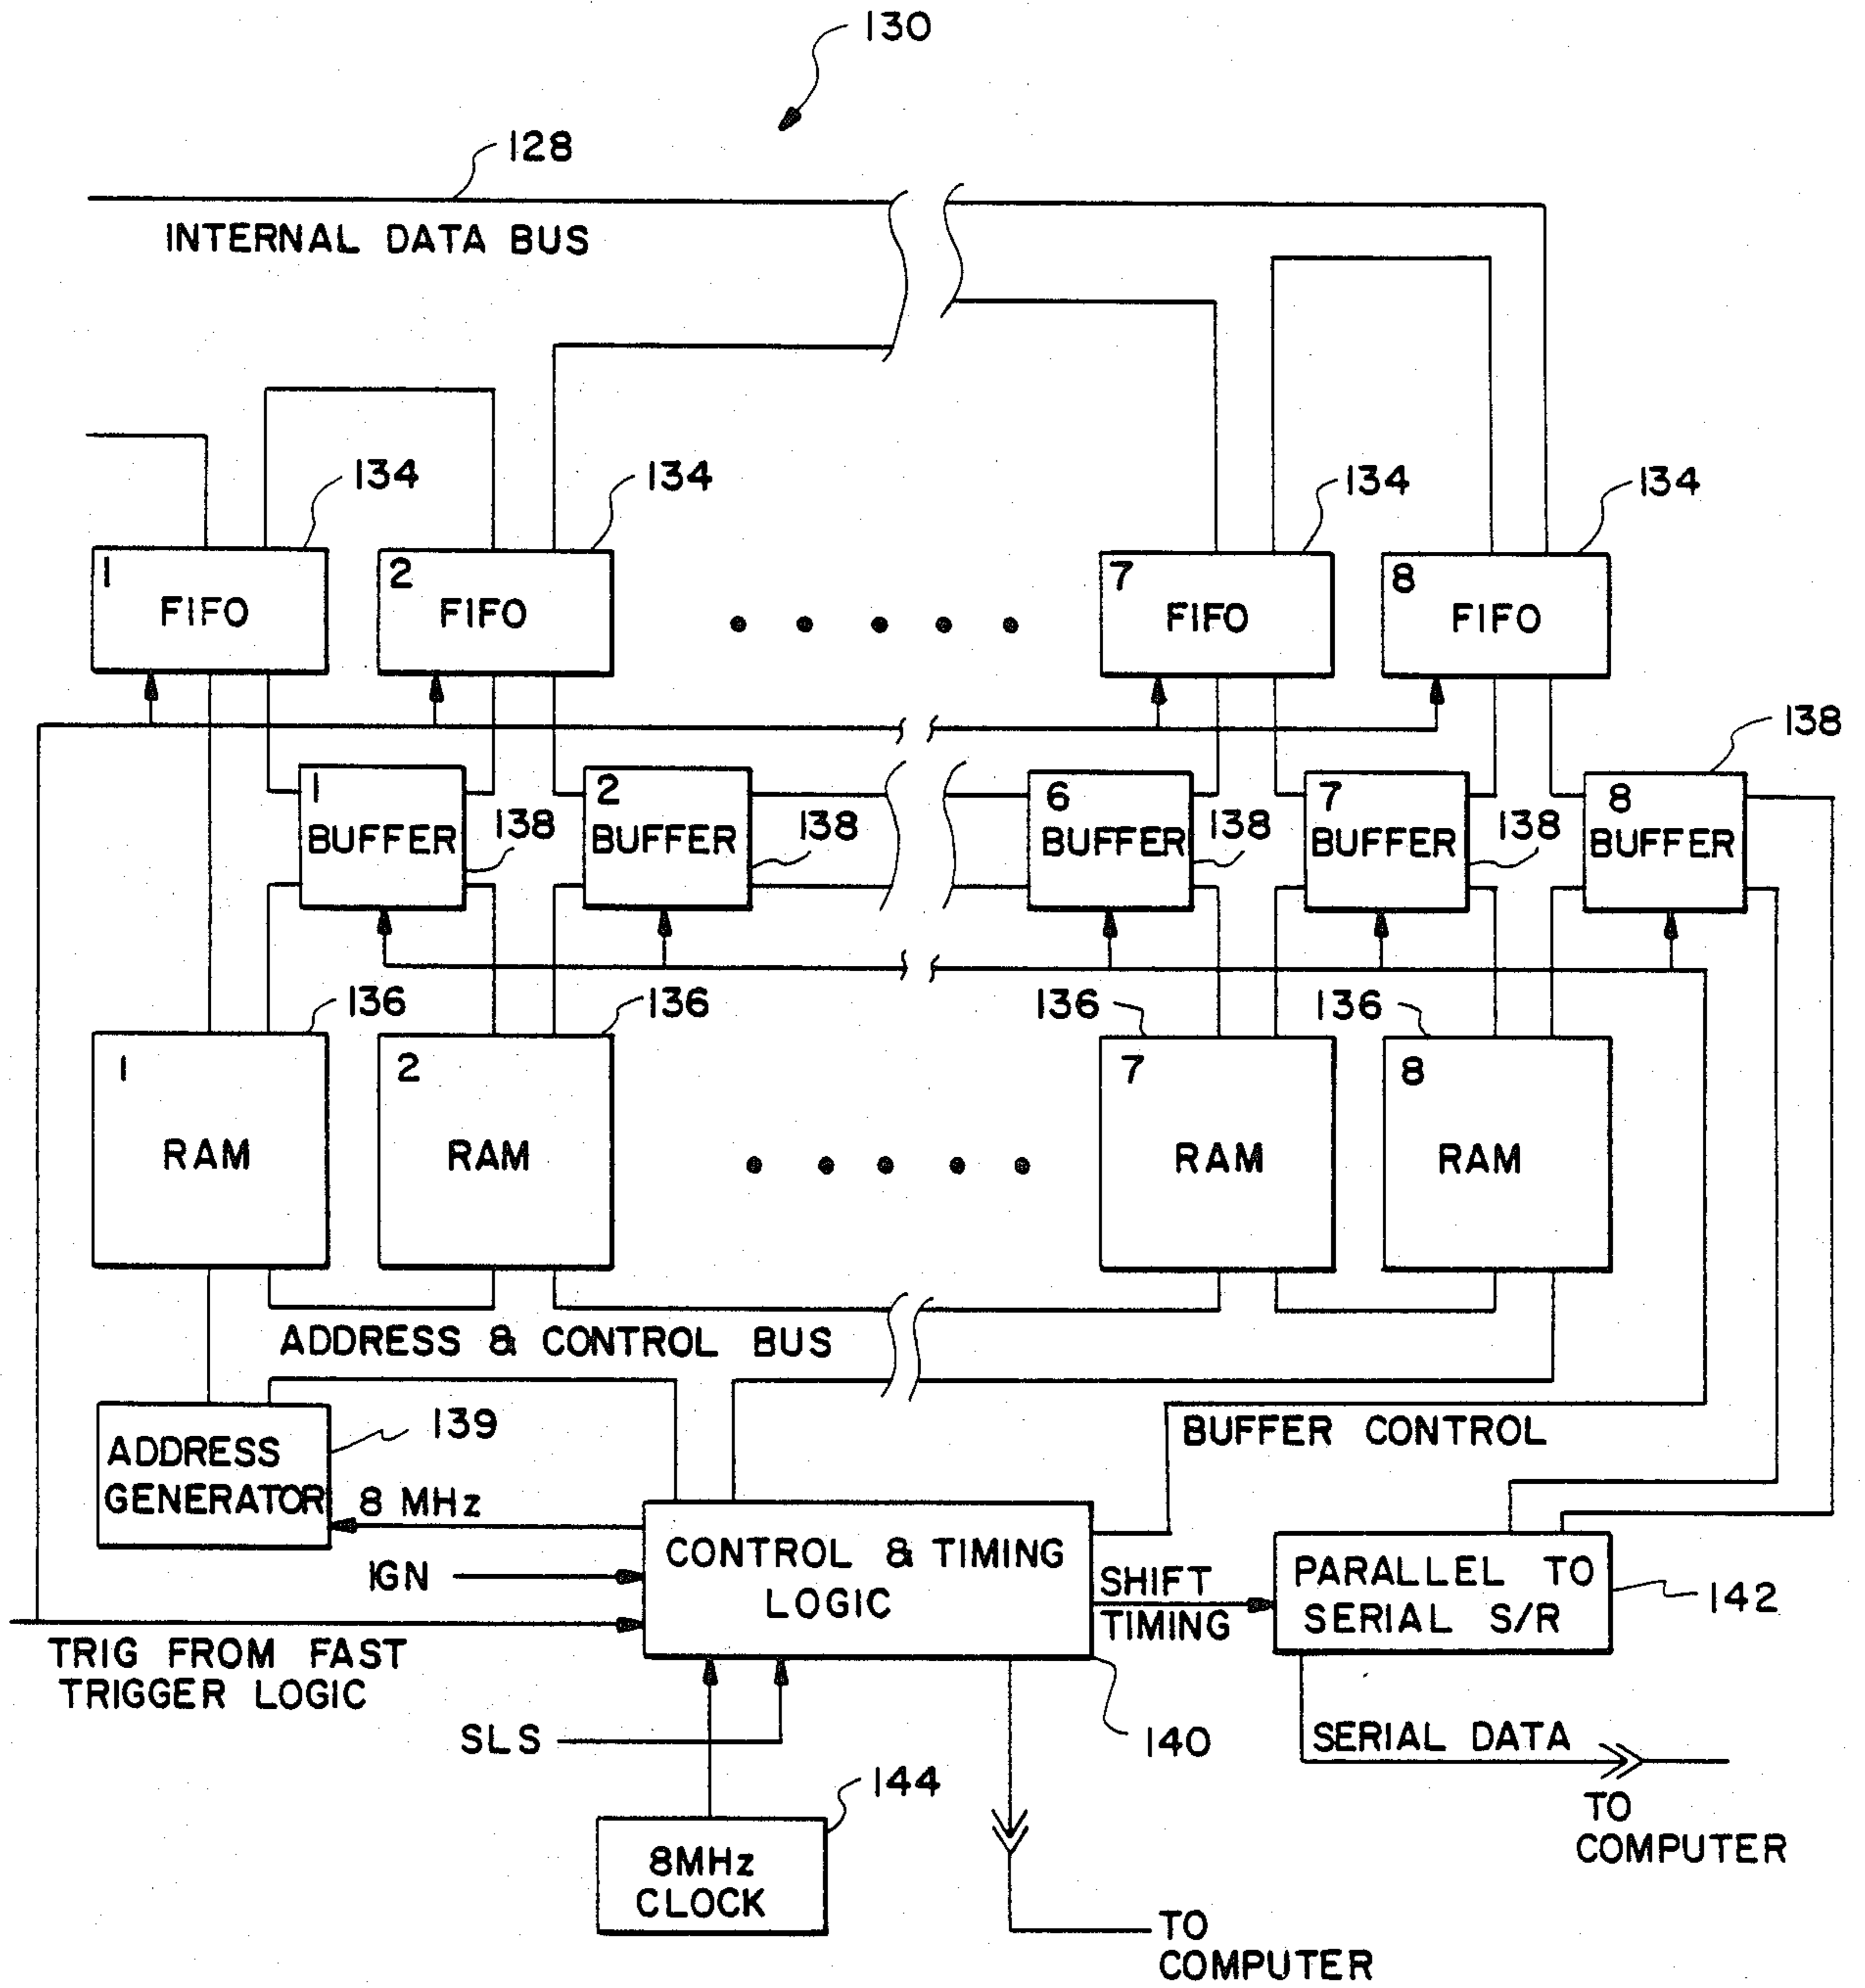 130
128
INTERNAL DATA BUS
134
134
134
134
1
FIFO
2
FIFO
7
FIFO
8
FIFO
138
1
BUFFER
138
2
BUFFER
138
6
BUFFER
138
7
BUFFER
138
8
BUFFER
136
136
136
136
1
RAM
2
RAM
7
RAM
8
RAM
ADDRESS & CONTROL BUS
ADDRESS
GENERATOR
139
BUFFER CONTROL
8 MHz
IGN
CONTROL & TIMING
LOGIC
SHIFT
TIMING
PARALLEL TO
SERIAL S/R
142
TRIG FROM FAST
TRIGGER LOGIC
SLS
140
SERIAL DATA
TO
COMPUTER
144
8MHz
CLOCK
TO
COMPUTER